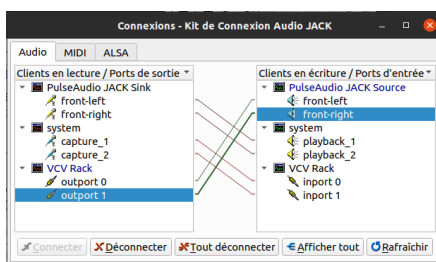 Connexions - Kit de Connexion Audio JACK
Audio MIDI ALSA
Clients en lecture / Ports de sortie
PulseAudio JACK Sink
front-left
front-right
system
capture_1
capture_2
VCV Rack
outport 0
outport 1
Clients en écriture / Ports d'entrée
PulseAudio JACK Source
front-left
front-right
system
playback_1
playback_2
VCV Rack
inport 0
inport 1
Connecter Déconnecter Tout déconnecter Afficher tout Rafraîchir